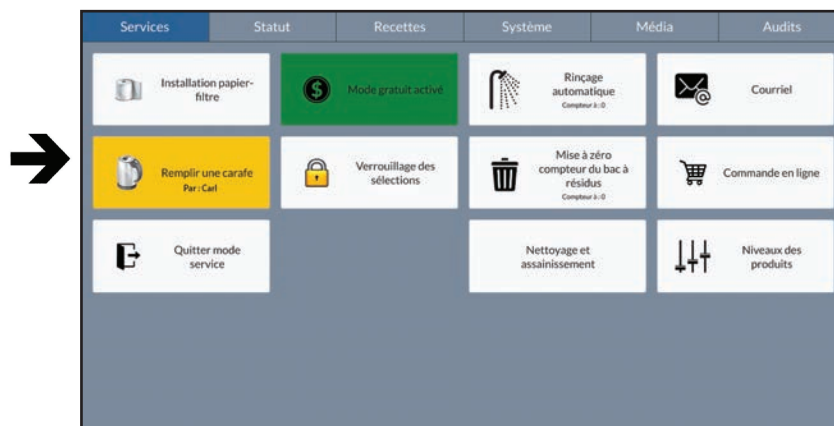 Services
Statut
Recettes
Système
Média
Audits
Installation papier-
filtre
Mode gratuit activé
Rinçage
automatique
Compteur à : 0
Courriel
Remplir une carafe
Par : Carl
Verrouillage des
sélections
Mise à zéro
compteur du bac à
résidus
Compteur à : 0
Commande en ligne
Quitter mode
service
Nettoyage et
assainissement
Niveaux des
produits